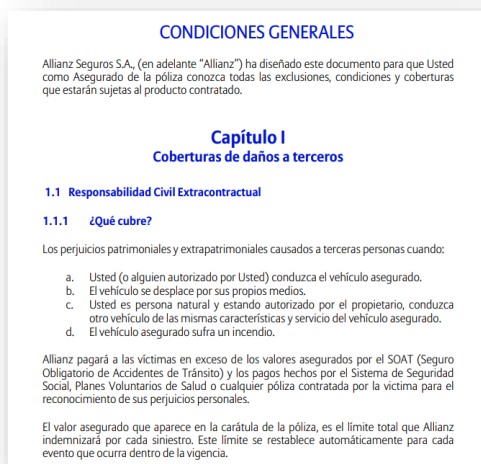 CONDICIONES GENERALES
Allianz Seguros S.A., (en adelante “Allianz”) ha diseñado este documento para que Usted
como Asegurado de la póliza conozca todas las exclusiones, condiciones y coberturas
que estarán sujetas al producto contratado.
Capítulo I
Coberturas de daños a terceros
1.1 Responsabilidad Civil Extracontractual
1.1.1 ¿Qué cubre?
Los perjuicios patrimoniales y extrapatrimoniales causados a terceras personas cuando:
a. Usted (o alguien autorizado por Usted) conduzca el vehículo asegurado.
b. El vehículo se desplace por sus propios medios.
c. Usted es persona natural y estando autorizado por el propietario, conduzca
otro vehículo de las mismas características y servicio del vehículo asegurado.
d. El vehículo asegurado sufra un incendio.
Allianz pagará a las víctimas en exceso de los valores asegurados por el SOAT (Seguro
Obligatorio de Accidentes de Tránsito) y los pagos hechos por el Sistema de Seguridad
Social, Planes Voluntarios de Salud o cualquier póliza contratada por la victima para el
reconocimiento de sus perjuicios personales.
El valor asegurado que aparece en la carátula de la póliza, es el límite total que Allianz
indemnizará por cada siniestro. Este límite se restablece automáticamente para cada
evento que ocurra dentro de la vigencia.